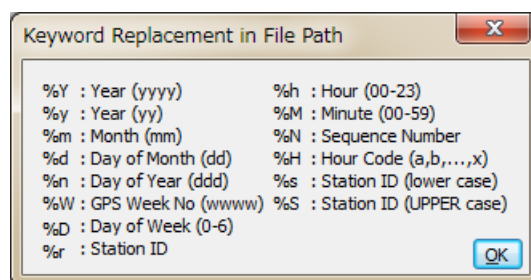 Keyword Replacement in File Path
%Y : Year (yyyy)
%y : Year (yy)
%m : Month (mm)
%d : Day of Month (dd)
%n : Day of Year (ddd)
%W : GPS Week No (wwww)
%D : Day of Week (0-6)
%r : Station ID
%h : Hour (00-23)
%M : Minute (00-59)
%N : Sequence Number
%H : Hour Code (a,b,...,x)
%s : Station ID (lower case)
%S : Station ID (UPPER case)
OK